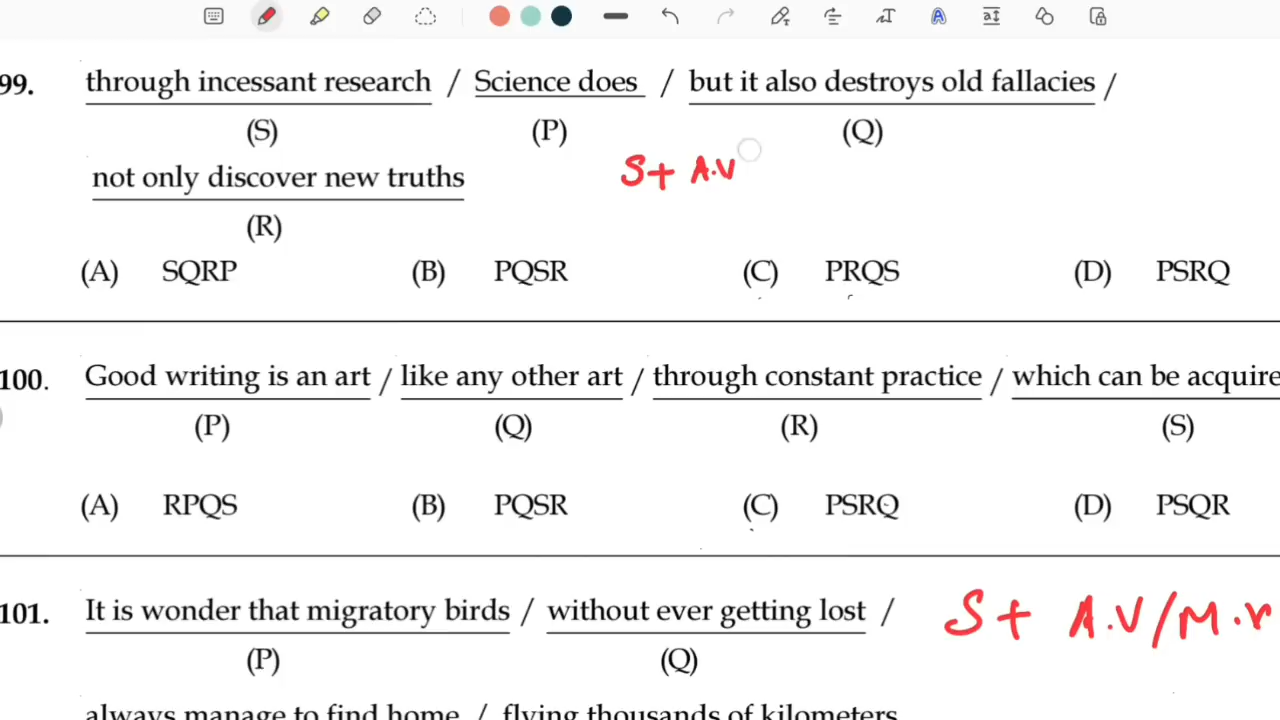 99. through incessant research / Science does / but it also destroys old fallacies /
(S) (P) (Q)
S+ A.V
not only discover new truths
(R)
(A) SQRP (B) PQSR (C) PRQS (D) PSRQ
100. Good writing is an art / like any other art / through constant practice / which can be acquire
(P) (Q) (R) (S)
(A) RPQS (B) PQSR (C) PSRQ (D) PSQR
101. It is wonder that migratory birds / without ever getting lost /
S+ A.V/M.V
(P) (Q)
always manage to find home / flying thousands of kilometers